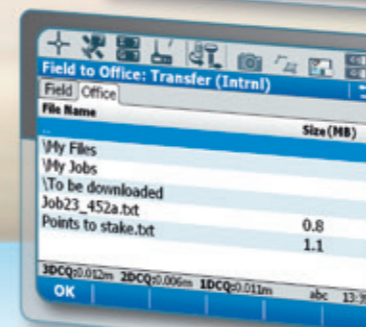 Field to Office: Transfer (Intrnl)
Field Office
File Name Size(MB)
..
\My Files
\My Jobs
\To be downloaded
Job23_452a.txt 0.8
Points to stake.txt 1.1
3DCQ:0.012m 2DCQ:0.006m 1DCQ:0.011m abc
OK